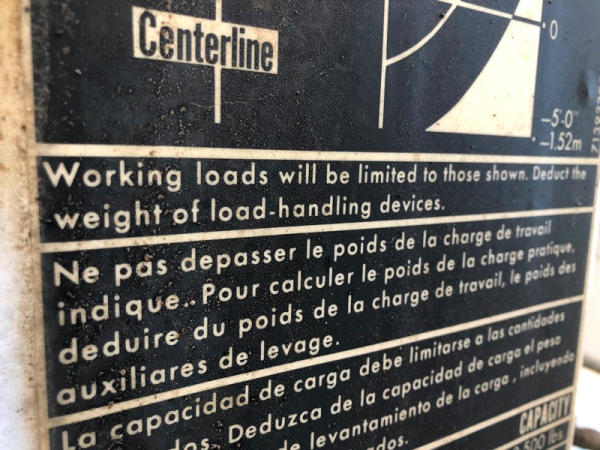 Centerline
0
–5'-0"
–1.52m
Working loads will be limited to those shown. Deduct the
weight of load-handling devices.
Ne pas depasser le poids de la charge de travail
indique.. Pour calculer le poids de la charge pratique,
deduire du poids de la charge de travail, le poids des
auxiliares de levage.
La capacidad de carga debe limitarse a las cantidades
dos. Deduzca de la capacidad de carga el peso
de levantamiento de la carga , incluyendo
CAPACITY
500 lbs.